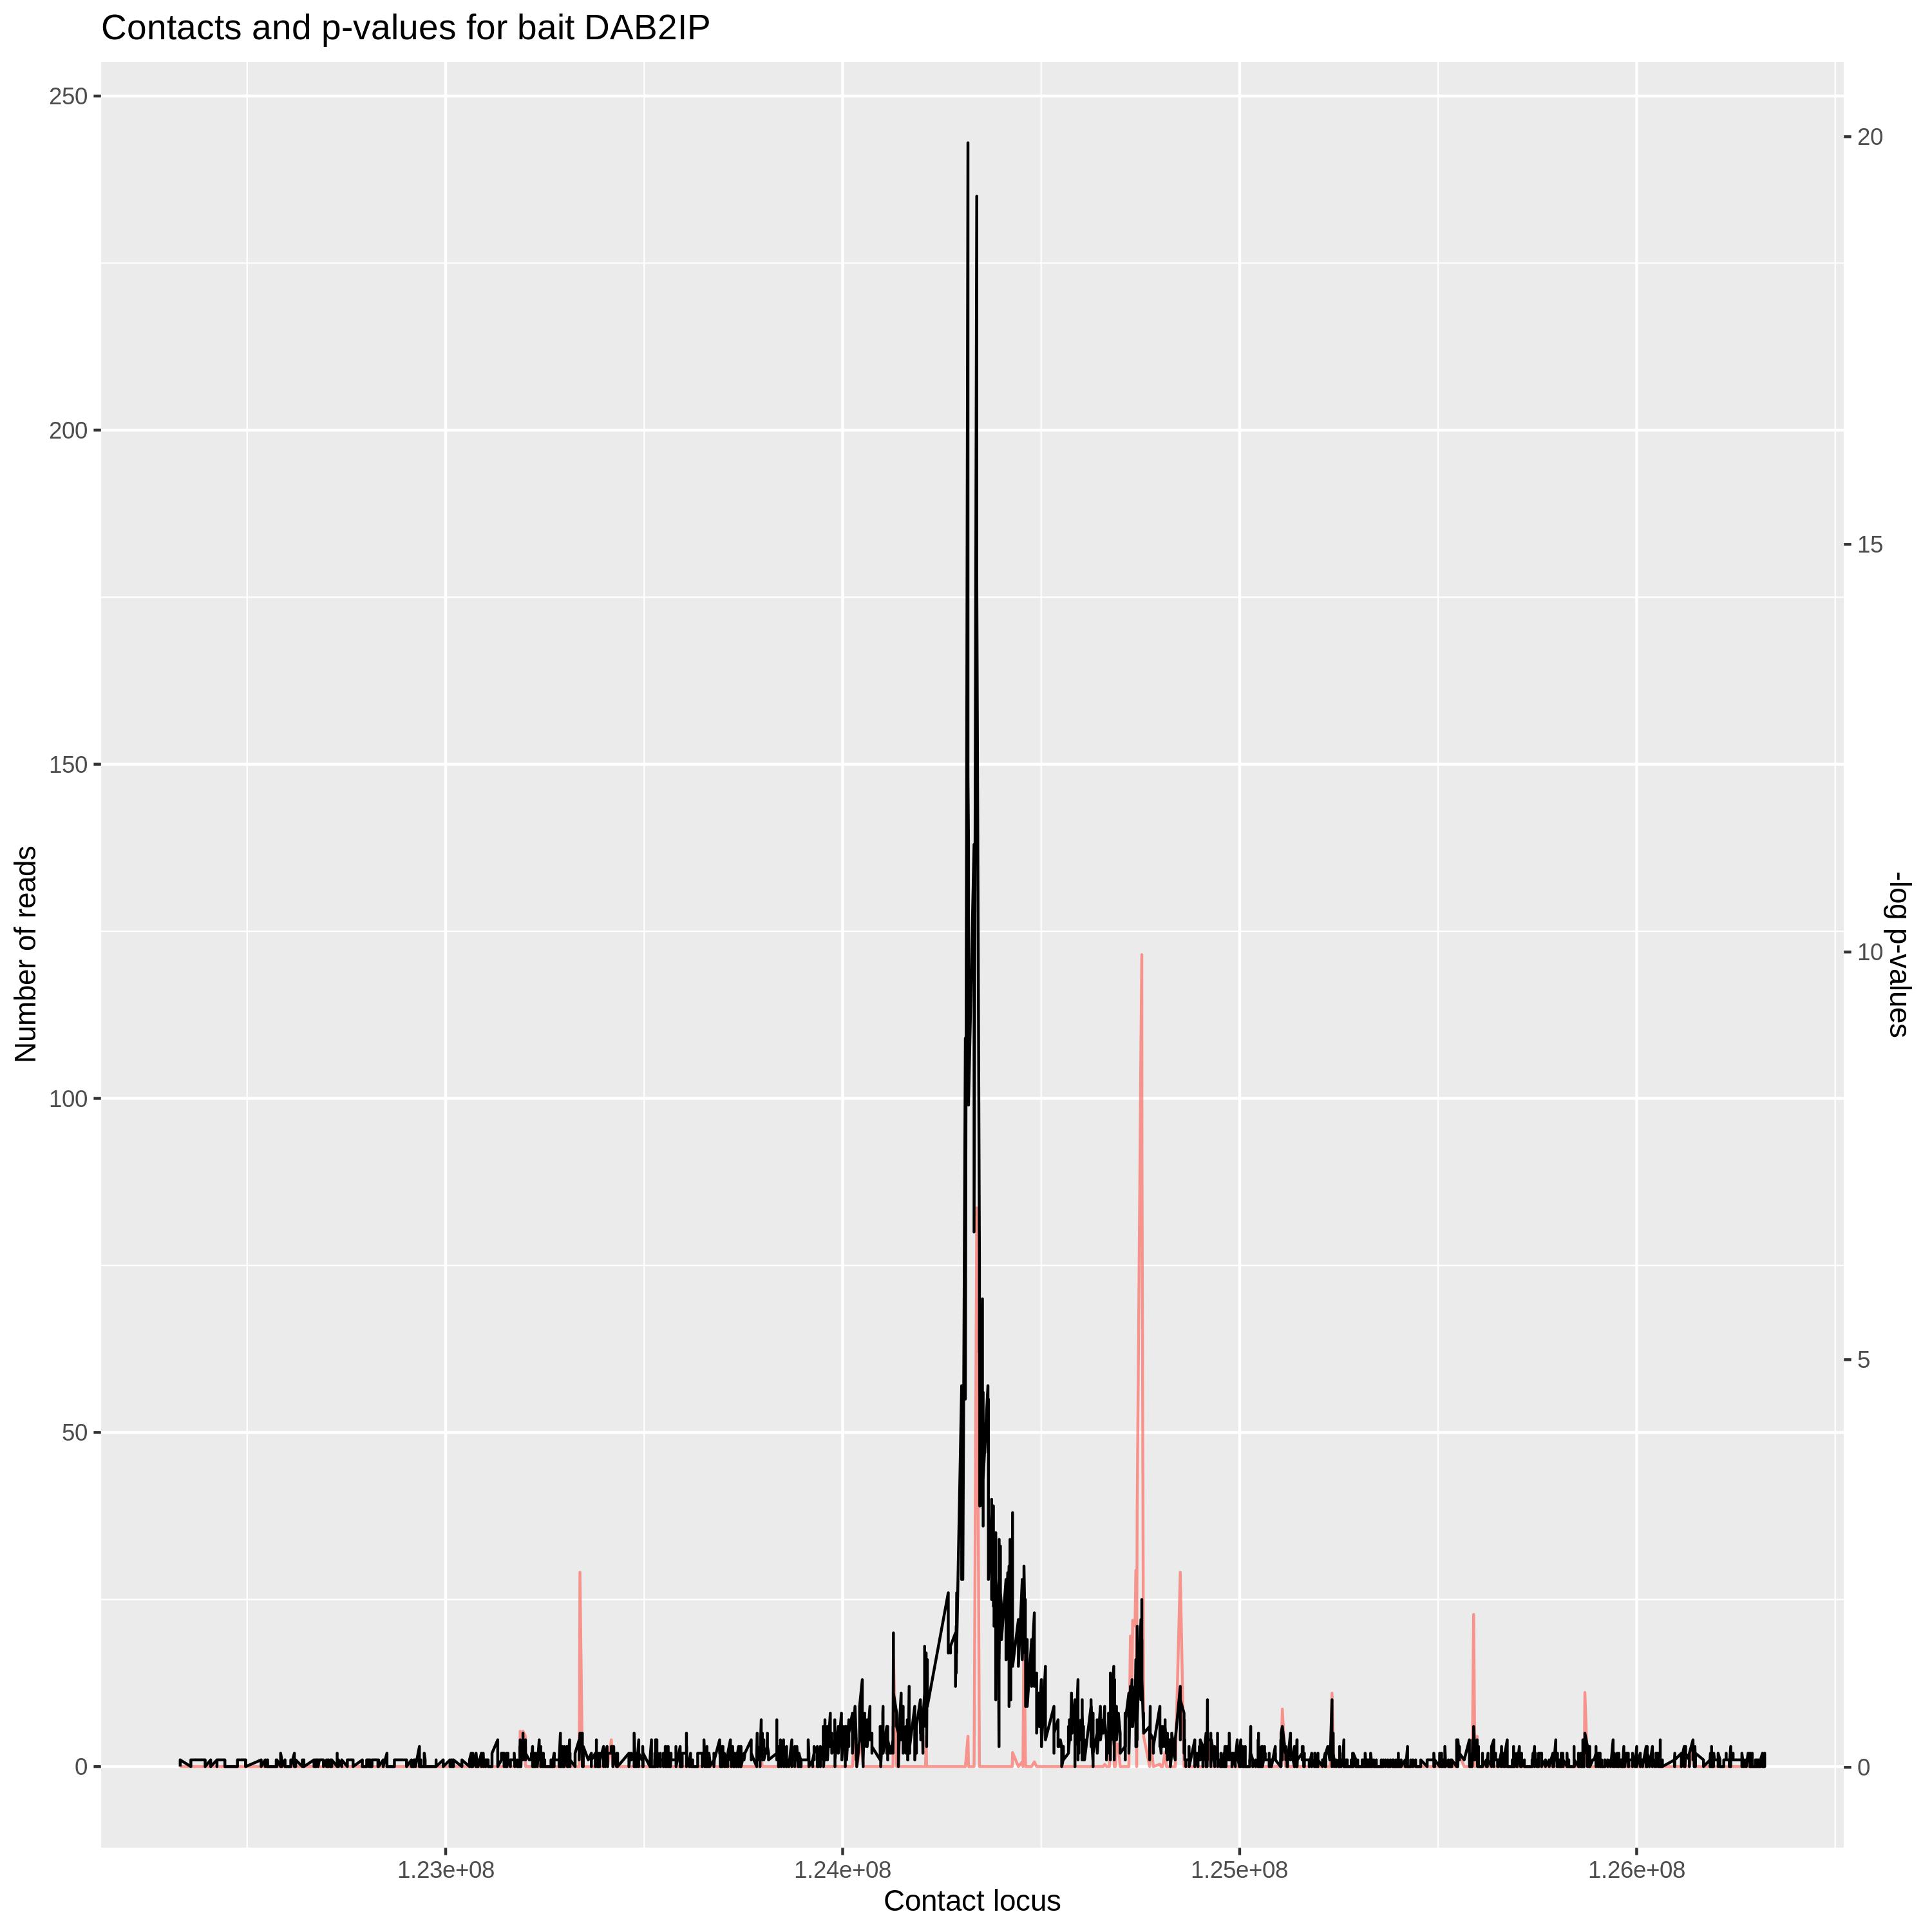 Contacts and p-values for bait DAB2IP
250
200
150
100
50
0
Number of reads
20
15
10
5
0
-log p-values
1.23e+08
1.24e+08
1.25e+08
1.26e+08
Contact locus